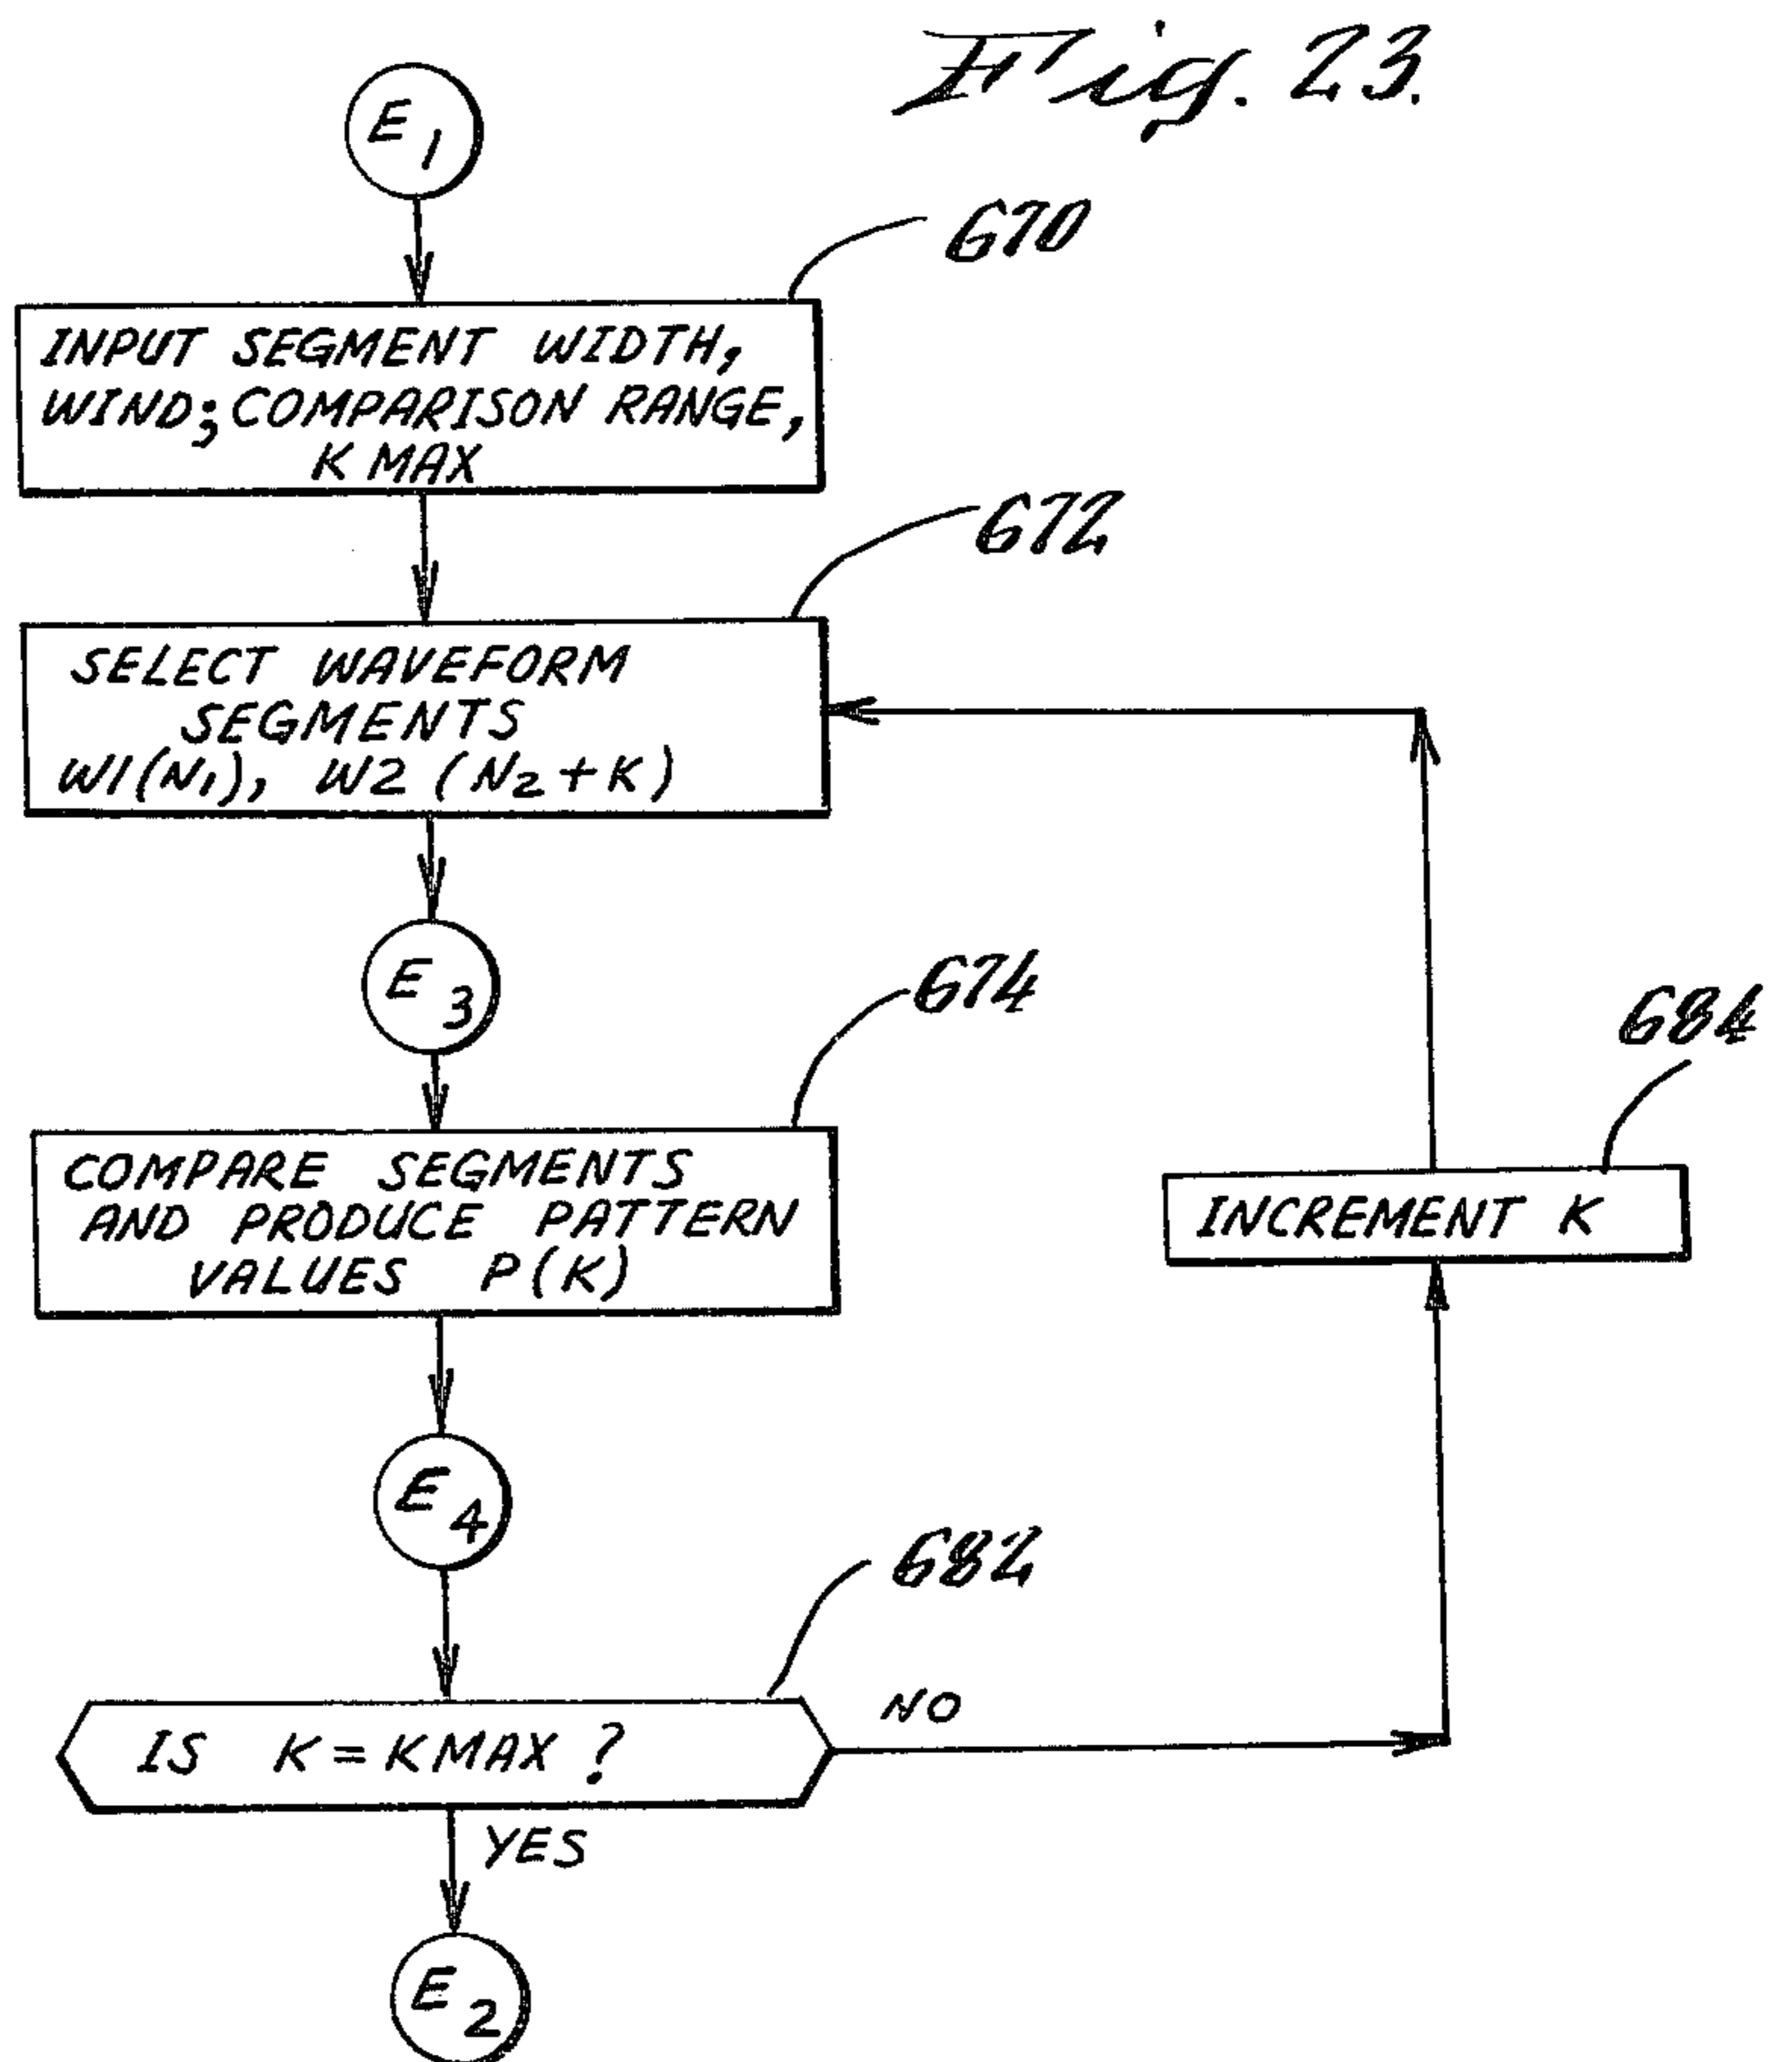 Fig. 23.
E1
670
INPUT SEGMENT WIDTH,
WIND; COMPARISON RANGE,
K MAX
672
SELECT WAVEFORM
SEGMENTS
W1(N1), W2 (N2+K)
E3
674
684
COMPARE SEGMENTS
AND PRODUCE PATTERN
VALUES P(K)
INCREMENT K
E4
682
IS K=KMAX ?
NO
YES
E2